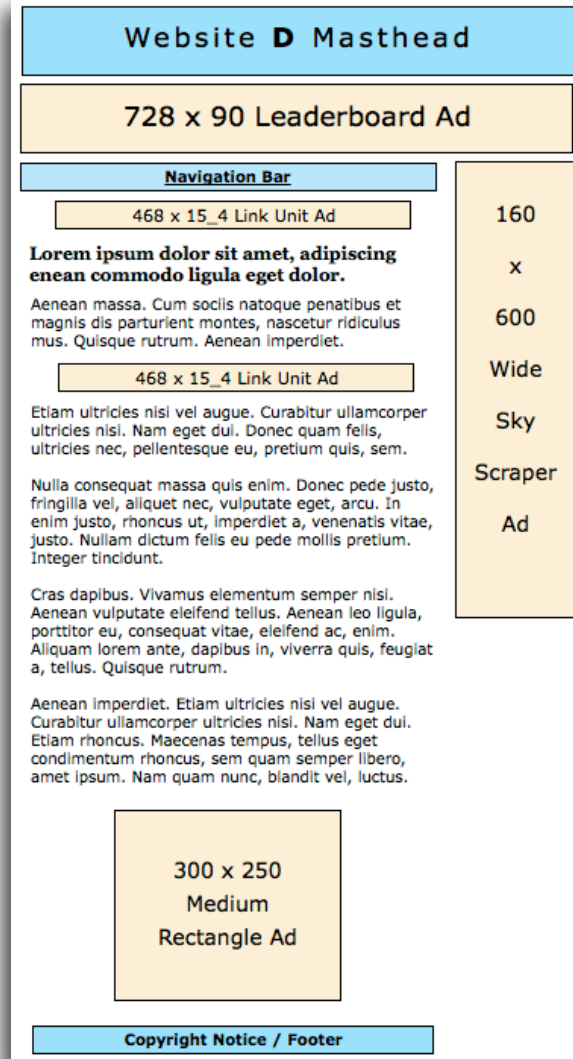 Website D Masthead
728 x 90 Leaderboard Ad
Navigation Bar
468 x 15_4 Link Unit Ad
Lorem ipsum dolor sit amet, adipiscing
enean commodo ligula eget dolor.
Aenean massa. Cum sociis natoque penatibus et
magnis dis parturient montes, nascetur ridiculus
mus. Quisque rutrum. Aenean imperdiet.
468 x 15_4 Link Unit Ad
Etiam ultricies nisi vel augue. Curabitur ullamcorper
ultricies nisi. Nam eget dui. Donec quam felis,
ultricies nec, pellentesque eu, pretium quis, sem.
Nulla consequat massa quis enim. Donec pede justo,
fringilla vel, aliquet nec, vulputate eget, arcu. In
enim justo, rhoncus ut, imperdiet a, venenatis vitae,
justo. Nullam dictum felis eu pede mollis pretium.
Integer tincidunt.
Cras dapibus. Vivamus elementum semper nisi.
Aenean vulputate eleifend tellus. Aenean leo ligula,
porttitor eu, consequat vitae, eleifend ac, enim.
Aliquam lorem ante, dapibus in, viverra quis, feugiat
a, tellus. Quisque rutrum.
Aenean imperdiet. Etiam ultricies nisi vel augue.
Curabitur ullamcorper ultricies nisi. Nam eget dui.
Etiam rhoncus. Maecenas tempus, tellus eget
condimentum rhoncus, sem quam semper libero,
amet ipsum. Nam quam nunc, blandit vel, luctus.
300 x 250
Medium
Rectangle Ad
Copyright Notice / Footer
160
x
600
Wide
Sky
Scraper
Ad